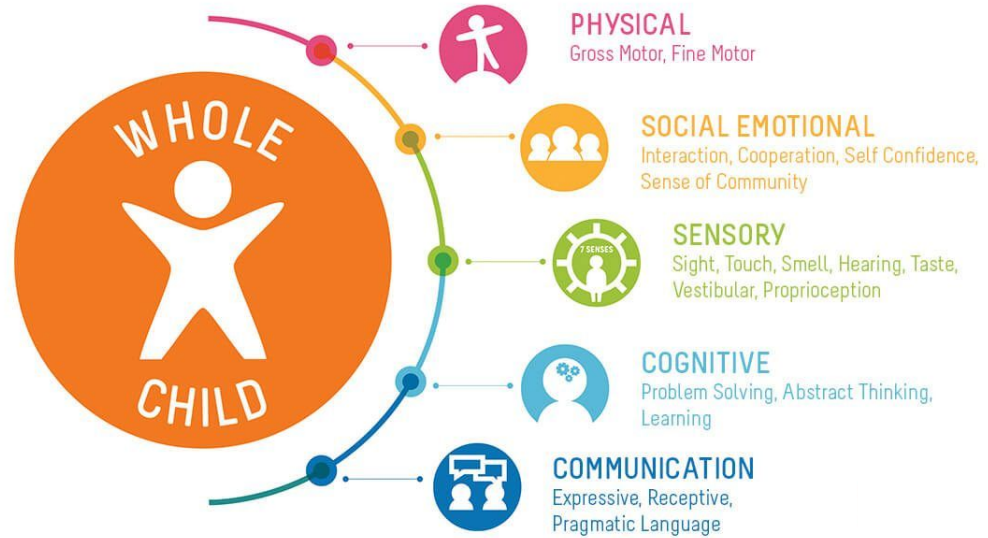 WHOLE
CHILD
PHYSICAL
Gross Motor, Fine Motor
SOCIAL EMOTIONAL
Interaction, Cooperation, Self Confidence,
Sense of Community
7 SENSES
SENSORY
Sight, Touch, Smell, Hearing, Taste,
Vestibular, Proprioception
COGNITIVE
Problem Solving, Abstract Thinking,
Learning
COMMUNICATION
Expressive, Receptive,
Pragmatic Language